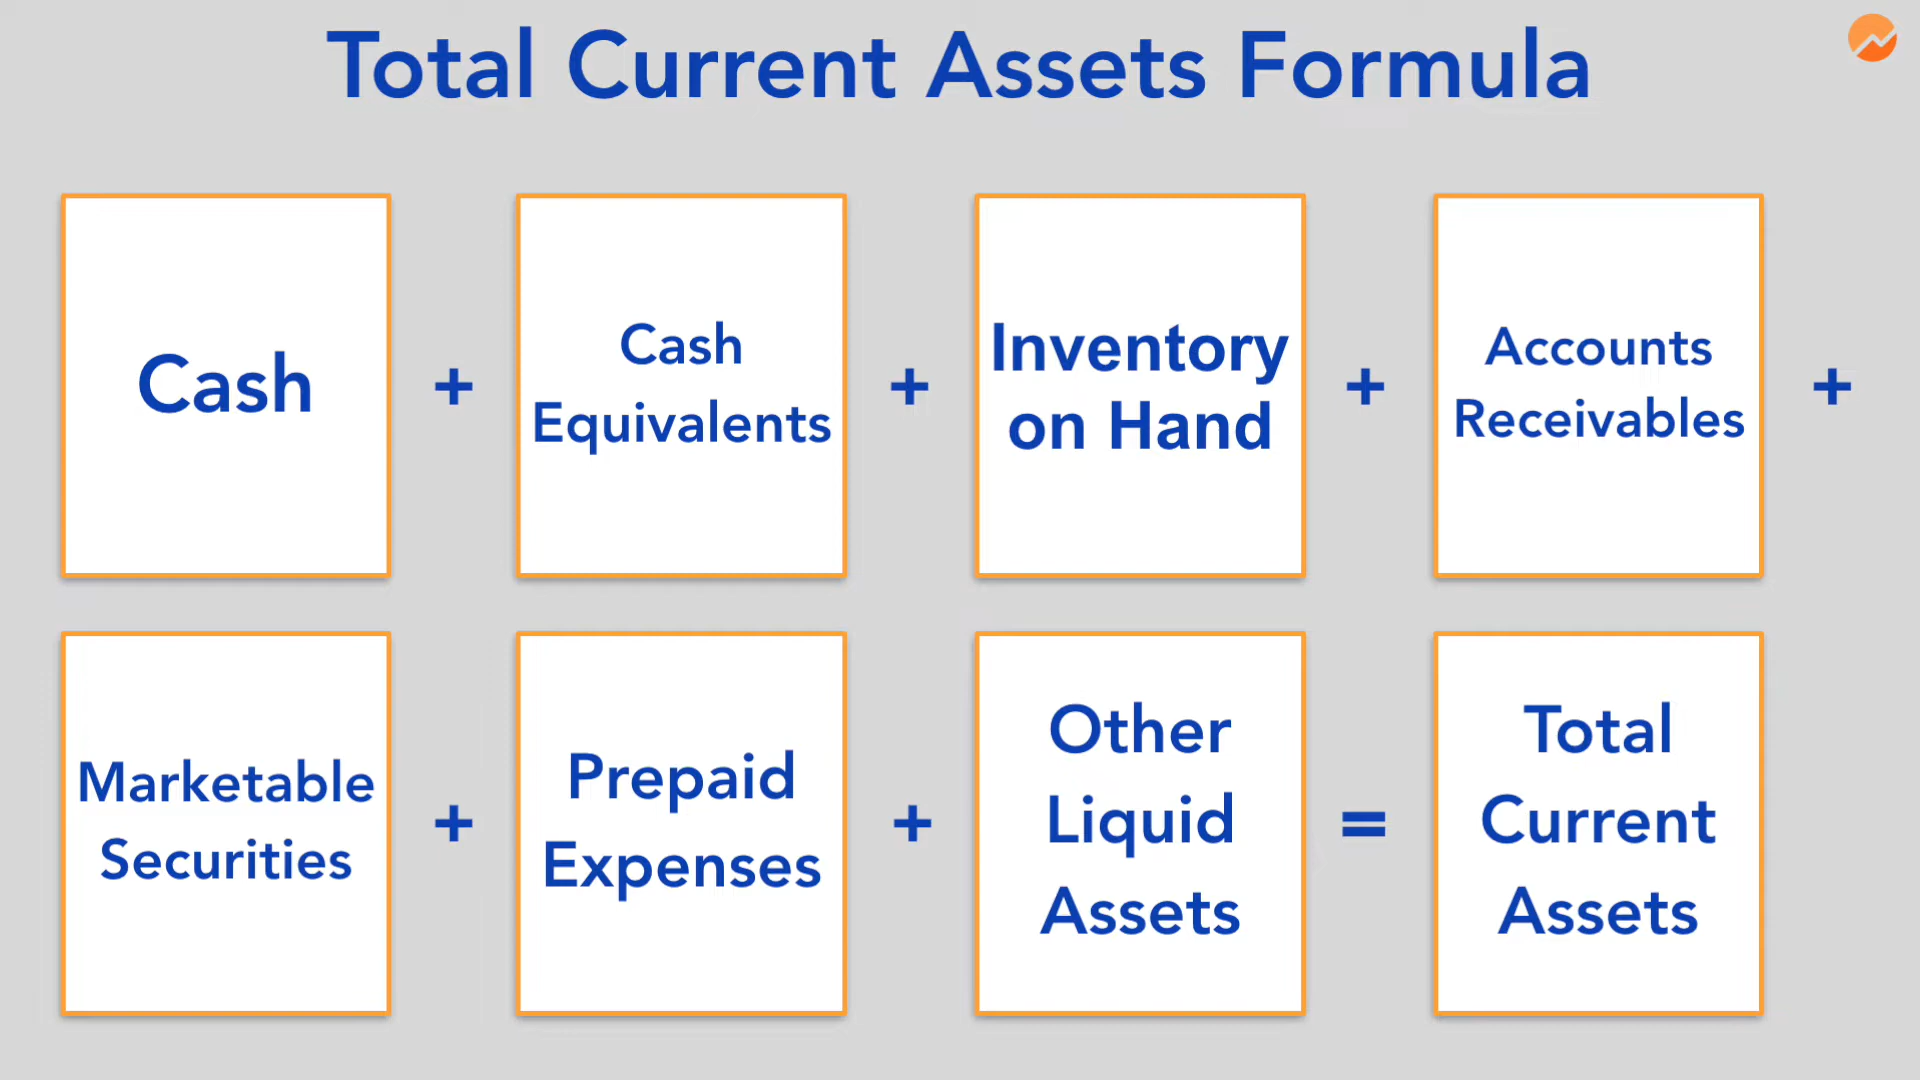 Total Current Assets Formula
Cash
+
Cash
Equivalents
+
Inventory
on Hand
+
Accounts
Receivables
+
Marketable
Securities
+
Prepaid
Expenses
+
Other
Liquid
Assets
=
Total
Current
Assets